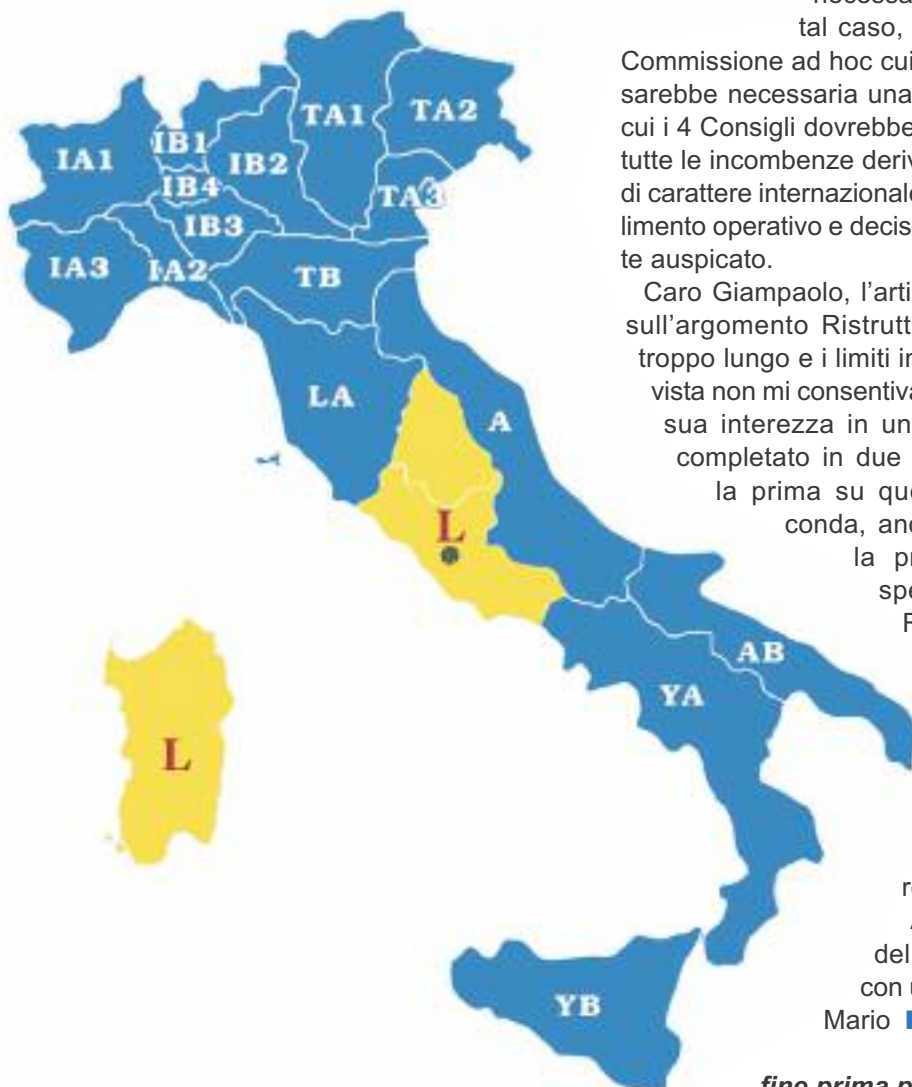 necessa
tal caso,
Commissione ad hoc cui
sarebbe necessaria una
cui i 4 Consigli dovrebbe
tutte le incombenze deriv
di carattere internazionale
limento operativo e decis
te auspicato.
Caro Giampaolo, l'arti
sull'argomento Ristrutt
troppo lungo e i limiti in
vista non mi consentiva
sua interezza in un
completato in due
la prima su que
conda, anc
la pr
spe
F
re
del
con u
Mario
fine prima p
TA1
TA2
IB1
IA1
IB2
IB4
TA3
IB3
IA3
IA2
TB
LA
A
L
AB
YA
L
YB